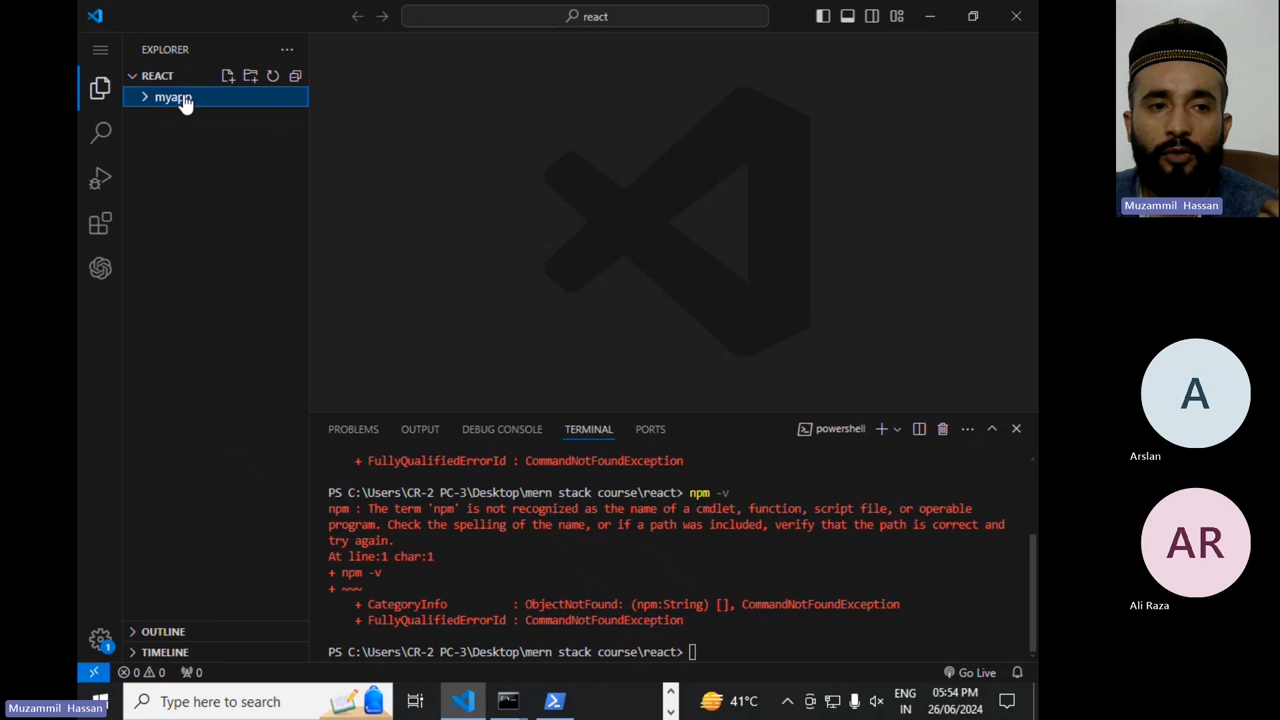 react
EXPLORER
REACT
myapp
PROBLEMS OUTPUT DEBUG CONSOLE TERMINAL PORTS
powershell
+ FullyQualifiedErrorId : CommandNotFoundException
PS C:\Users\CR-2 PC-3\Desktop\mern stack course\react> npm -v
npm : The term 'npm' is not recognized as the name of a cmdlet, function, script file, or operable
program. Check the spelling of the name, or if a path was included, verify that the path is correct and
try again.
At line:1 char:1
+ npm -v
+ ~~~
+ CategoryInfo : ObjectNotFound: (npm:String) [], CommandNotFoundException
+ FullyQualifiedErrorId : CommandNotFoundException
PS C:\Users\CR-2 PC-3\Desktop\mern stack course\react>
OUTLINE
TIMELINE
1
0 0 0
Go Live
Type here to search
41°C
ENG
IN
05:54 PM
26/06/2024
Muzammil Hassan
Muzammil Hassan
A
Arslan
AR
Ali Raza